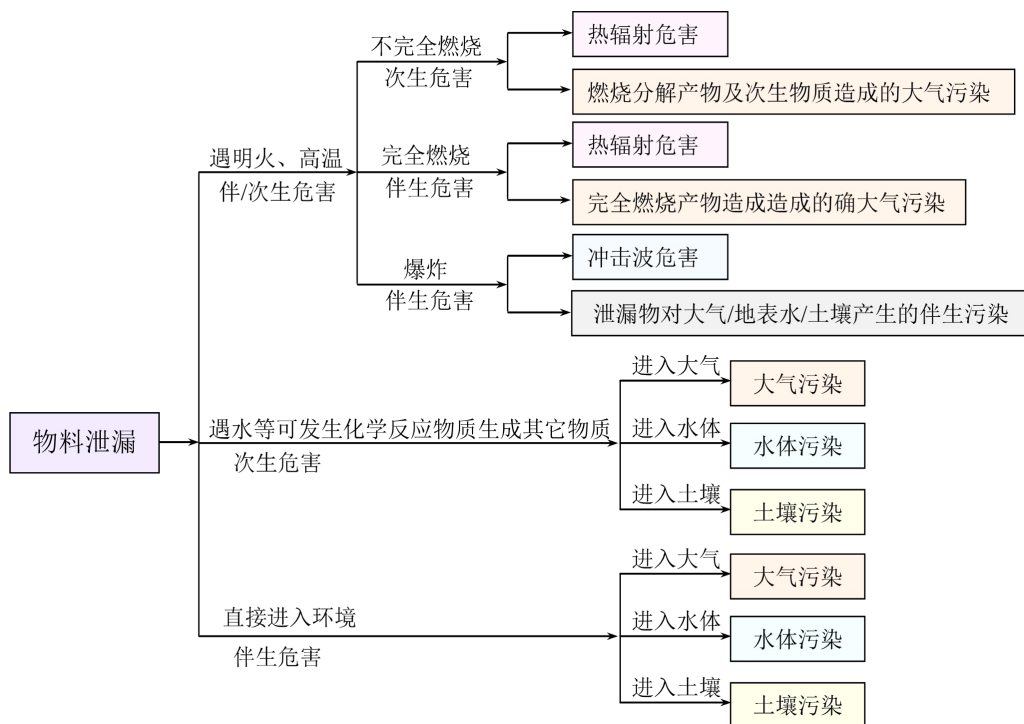 不完全燃烧
次生危害
热辐射危害
燃烧分解产物及次生物质造成的大气污染
遇明火、高温
伴/次生危害
完全燃烧
伴生危害
热辐射危害
完全燃烧产物造成造成的确大气污染
爆炸
伴生危害
冲击波危害
泄漏物对大气/地表水/土壤产生的伴生污染
物料泄漏
遇水等可发生化学反应物质生成其它物质
次生危害
进入大气
大气污染
进入水体
水体污染
进入土壤
土壤污染
直接进入环境
伴生危害
进入大气
大气污染
进入水体
水体污染
进入土壤
土壤污染